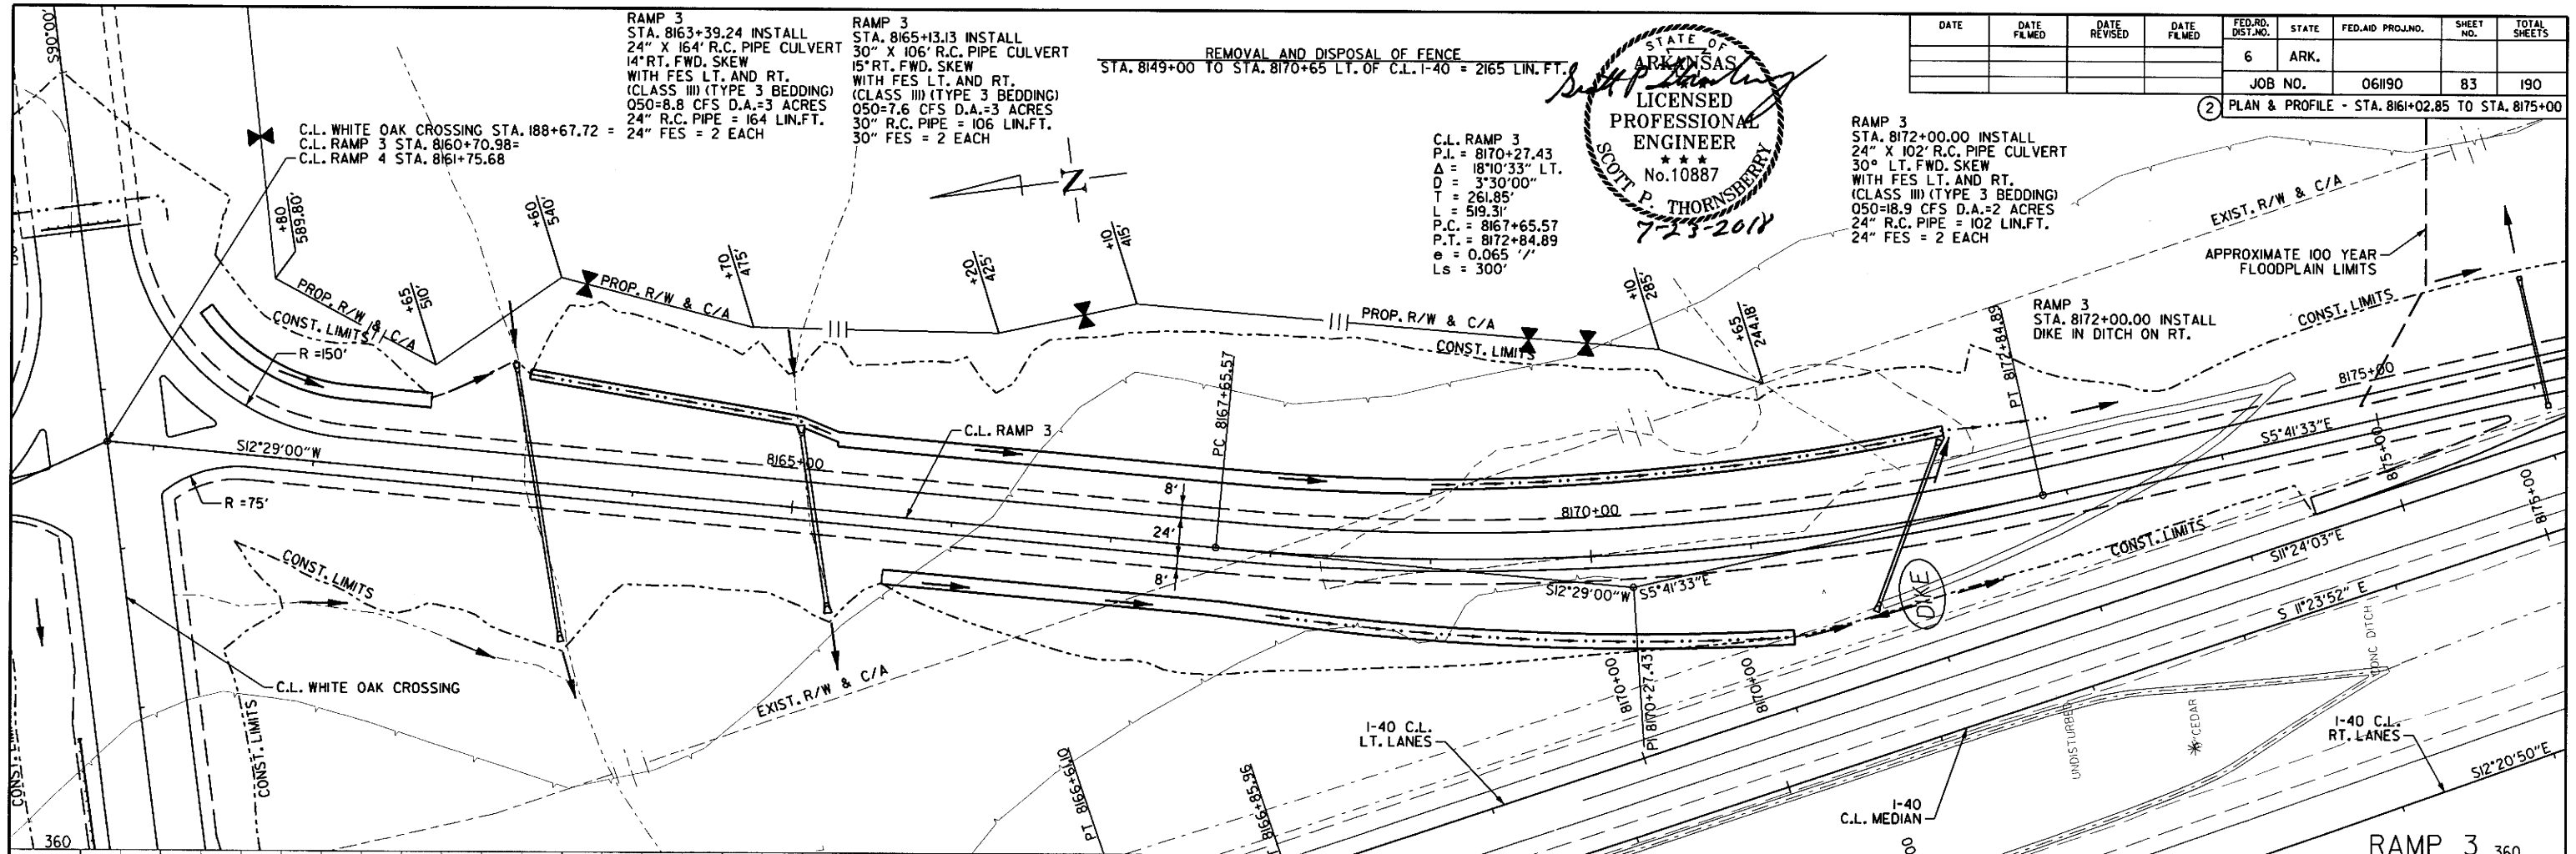 RAMP 3
STA. 8163+39.24 INSTALL
24" X 164' R.C. PIPE CULVERT
14° RT. FWD. SKEW
WITH FES LT. AND RT.
(CLASS III) (TYPE 3 BEDDING)
Q50=8.8 CFS D.A.=3 ACRES
24" R.C. PIPE = 164 LIN.FT.
24" FES = 2 EACH
RAMP 3
STA. 8165+13.13 INSTALL
30" X 106' R.C. PIPE CULVERT
15° RT. FWD. SKEW
WITH FES LT. AND RT.
(CLASS III) (TYPE 3 BEDDING)
Q50=7.6 CFS D.A.=3 ACRES
30" R.C. PIPE = 106 LIN.FT.
30" FES = 2 EACH
REMOVAL AND DISPOSAL OF FENCE
STA. 8149+00 TO STA. 8170+65 LT. OF C.L. I-40 = 2165 LIN. FT.
STATE OF
ARKANSAS
LICENSED
PROFESSIONAL
ENGINEER
No. 10887
SCOTT P. THORNSBERRY
7-23-2018
DATE
DATE FILMED
DATE REVISED
DATE FILMED
FED.RD. DIST.NO.
STATE
FED.AID PROJ.NO.
SHEET NO.
TOTAL SHEETS
6 ARK.
JOB NO. 061190 83 190
2 PLAN & PROFILE - STA. 8161+02.85 TO STA. 8175+00
C.L. WHITE OAK CROSSING STA. 188+67.72 =
C.L. RAMP 3 STA. 8160+70.98=
C.L. RAMP 4 STA. 8161+75.68
C.L. RAMP 3
P.I. = 8170+27.43
Δ = 18°10'33" LT.
D = 3°30'00"
T = 261.85'
L = 519.31'
P.C. = 8167+65.57
P.T. = 8172+84.89
e = 0.065 '/'
Ls = 300'
RAMP 3
STA. 8172+00.00 INSTALL
24" X 102' R.C. PIPE CULVERT
30° LT. FWD. SKEW
WITH FES LT. AND RT.
(CLASS III) (TYPE 3 BEDDING)
Q50=18.9 CFS D.A.=2 ACRES
24" R.C. PIPE = 102 LIN.FT.
24" FES = 2 EACH
EXIST. R/W & C/A
APPROXIMATE 100 YEAR
FLOODPLAIN LIMITS
RAMP 3
STA. 8172+00.00 INSTALL
DIKE IN DITCH ON RT.
590.00'
+80
589.80'
+65
510'
+60
540'
+70
475'
+20
425'
+10
415'
+10
285'
+65
244.18'
N
PROP. R/W & C/A
CONST. LIMITS
PROP. R/W & C/A
PROP. R/W & C/A
CONST. LIMITS
CONST. LIMITS
R =150'
C.L. RAMP 3
PC 8167+65.57
PT 8172+84.89
8175+00
S12°29'00"W
8165+00
8170+00
S5°41'33"E
8175+00
8175+00
R =75'
8'
24'
8'
CONST. LIMITS
S12°29'00"W
S5°41'33"E
DIKE
CONST. LIMITS
S11°24'03"E
S 11°23'52" E
C.L. WHITE OAK CROSSING
EXIST. R/W & C/A
8170+00
PI 8170+27.43
8170+00
I-40 C.L.
LT. LANES
PT 8166+61.10
8166+85.96
UNDISTURBED
CEDAR
CONC DITCH
I-40 C.L.
RT. LANES
S12°20'50"E
I-40
C.L. MEDIAN
CONST. LIMITS
360
RAMP 3
360